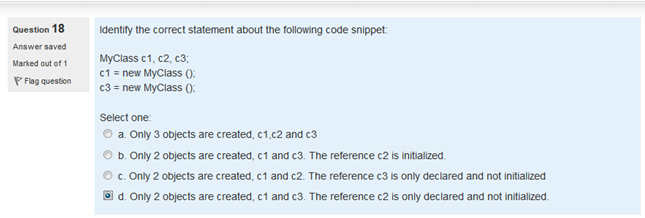 Question 18
Answer saved
Marked out of 1
Flag question
Identify the correct statement about the following code snippet:
MyClass c1, c2, c3;
c1 = new MyClass ();
c3 = new MyClass ();
Select one:
a. Only 3 objects are created, c1,c2 and c3
b. Only 2 objects are created, c1 and c3. The reference c2 is initialized.
c. Only 2 objects are created, c1 and c2. The reference c3 is only declared and not initialized
d. Only 2 objects are created, c1 and c3. The reference c2 is only declared and not initialized.